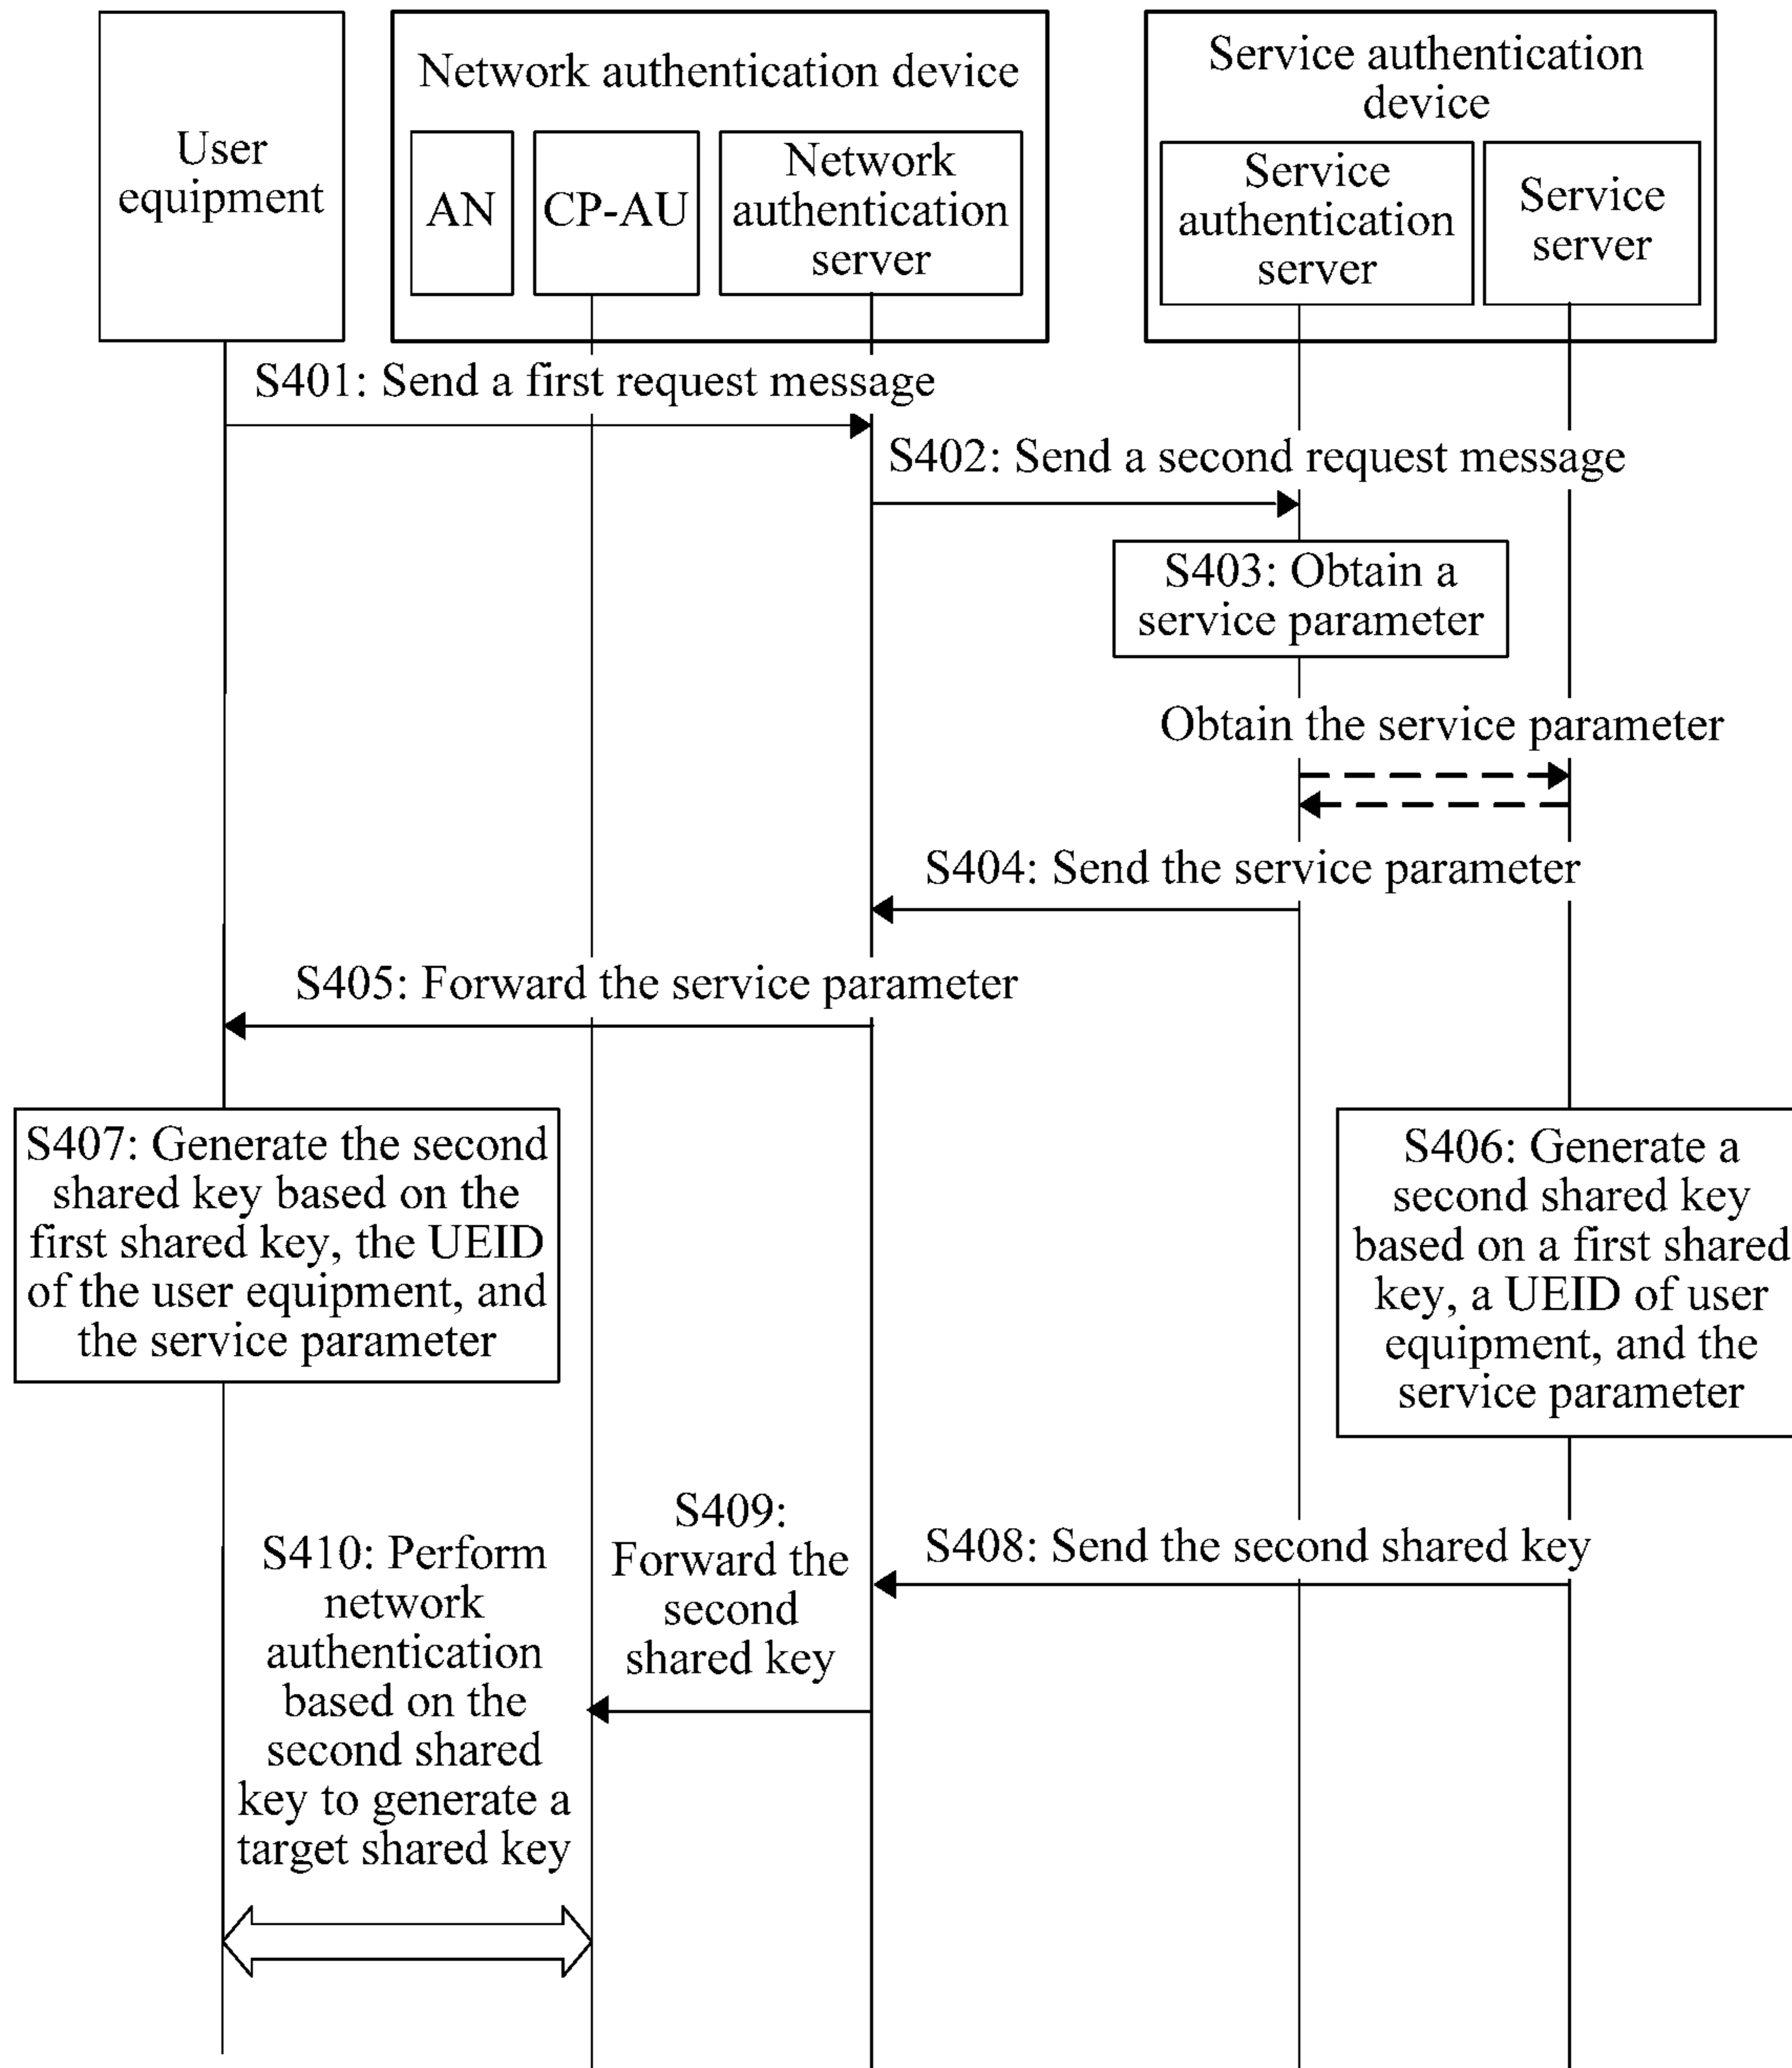 User
equipment
Network authentication device
AN
CP-AU
Network
authentication
server
Service authentication
device
Service
authentication
server
Service
server
S401: Send a first request message
S402: Send a second request message
S403: Obtain a
service parameter
Obtain the service parameter
S404: Send the service parameter
S405: Forward the service parameter
S407: Generate the second
shared key based on the
first shared key, the UEID
of the user equipment, and
the service parameter
S406: Generate a
second shared key
based on a first shared
key, a UEID of user
equipment, and the
service parameter
S408: Send the second shared key
S409:
Forward the
second
shared key
S410: Perform
network
authentication
based on the
second shared
key to generate a
target shared key